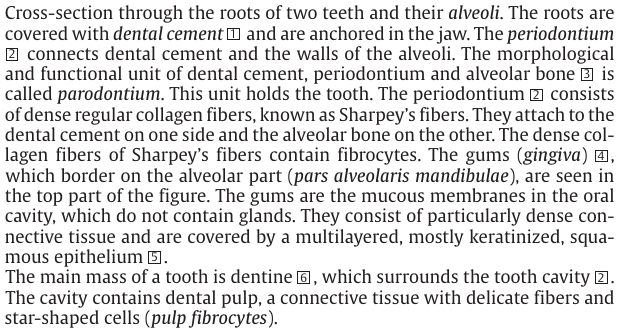 Cross-section through the roots of two teeth and their alveoli. The roots are
covered with dental cement 1 and are anchored in the jaw. The periodontium
2 connects dental cement and the walls of the alveoli. The morphological
and functional unit of dental cement, periodontium and alveolar bone 3 is
called parodontium. This unit holds the tooth. The periodontium 2 consists
of dense regular collagen fibers, known as Sharpey’s fibers. They attach to the
dental cement on one side and the alveolar bone on the other. The dense col-
lagen fibers of Sharpey’s fibers contain fibrocytes. The gums (gingiva) 4,
which border on the alveolar part (pars alveolaris mandibulae), are seen in
the top part of the figure. The gums are the mucous membranes in the oral
cavity, which do not contain glands. They consist of particularly dense con-
nective tissue and are covered by a multilayered, mostly keratinized, squa-
mous epithelium 5.
The main mass of a tooth is dentine 6, which surrounds the tooth cavity 2.
The cavity contains dental pulp, a connective tissue with delicate fibers and
star-shaped cells (pulp fibrocytes).